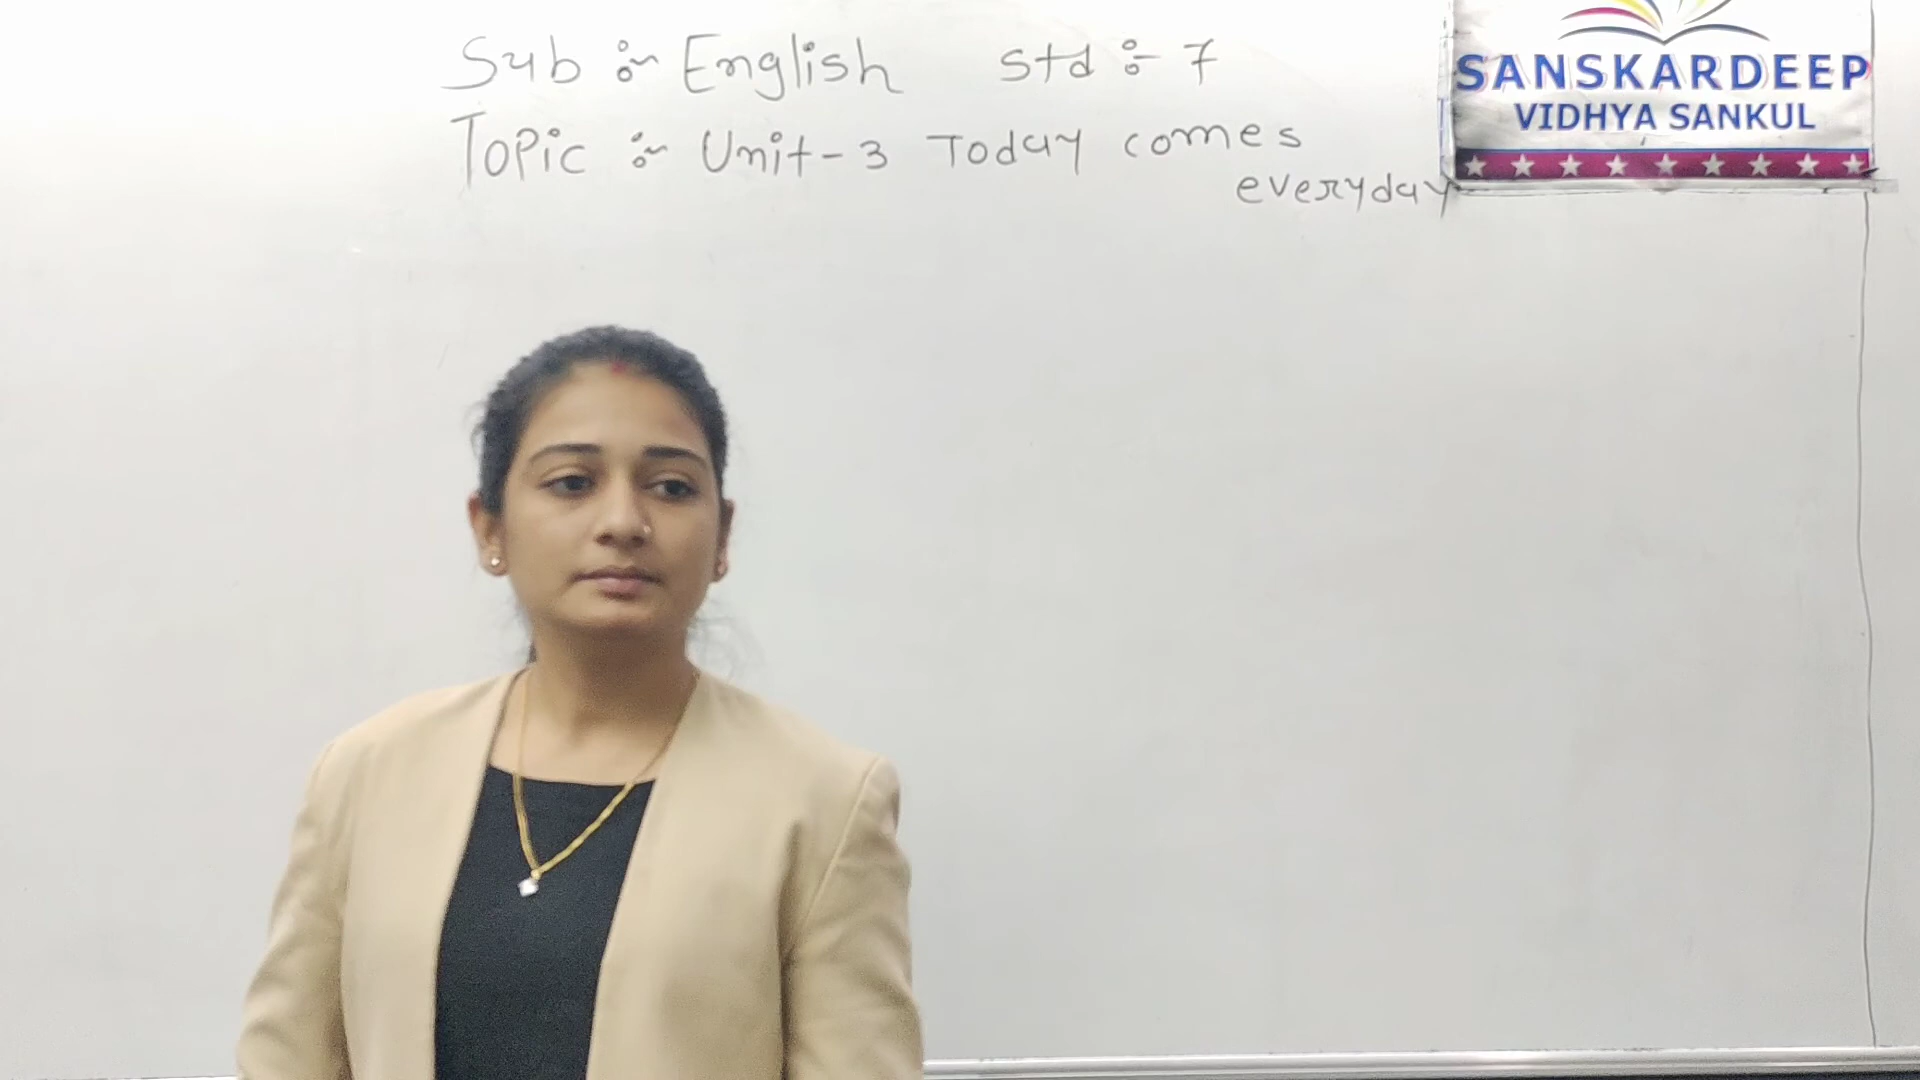 Sub :- English Std :- 7
Topic :- Unit-3 Today comes
everyday
SANSKARDEEP
VIDHYA SANKUL